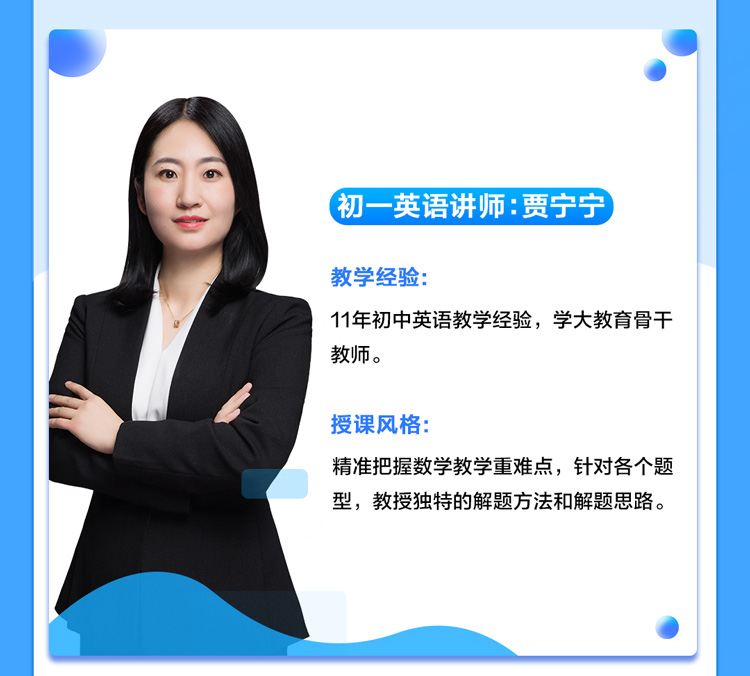 初一英语讲师：贾宁宁
教学经验：
11年初中英语教学经验，学大教育骨干
教师。
授课风格：
精准把握数学教学重难点，针对各个题
型，教授独特的解题方法和解题思路。